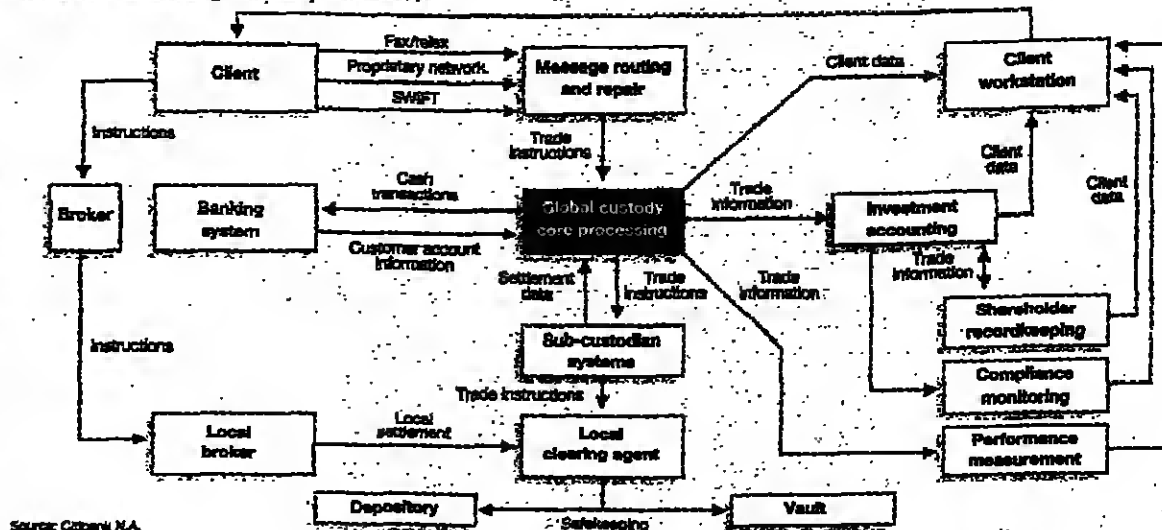 Fax/telex
Client
Proprietary network
Message routing
and repair
Client data
Client
workstation
SWIFT
Instructions
Trade
instructions
Client
data
Cash
transactions
Client
data
Broker
Banking
system
Global custody
core processing
Trade
information
Investment
accounting
Customer account
information
Trade
information
Settlement
data
Trade
instructions
Trade
information
Shareholder
recordkeeping
Instructions
Sub-custodian
systems
Compliance
monitoring
Trade instructions
Local
broker
Local
settlement
Local
clearing agent
Performance
measurement
Depository
Safekeeping
Vault
Source: Citibank N.A.